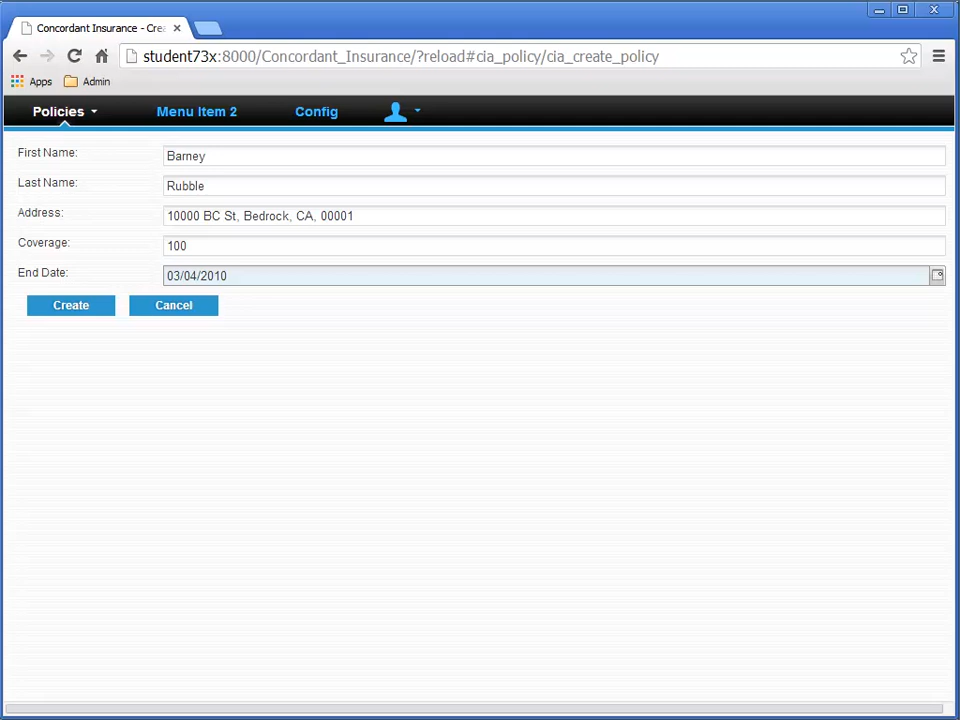 Concordant Insurance - Crea
student73x:8000/Concordant_Insurance/?reload#cia_policy/cia_create_policy
Apps Admin
Policies Menu Item 2 Config
First Name: Barney
Last Name: Rubble
Address: 10000 BC St, Bedrock, CA, 00001
Coverage: 100
End Date: 03/04/2010
Create Cancel